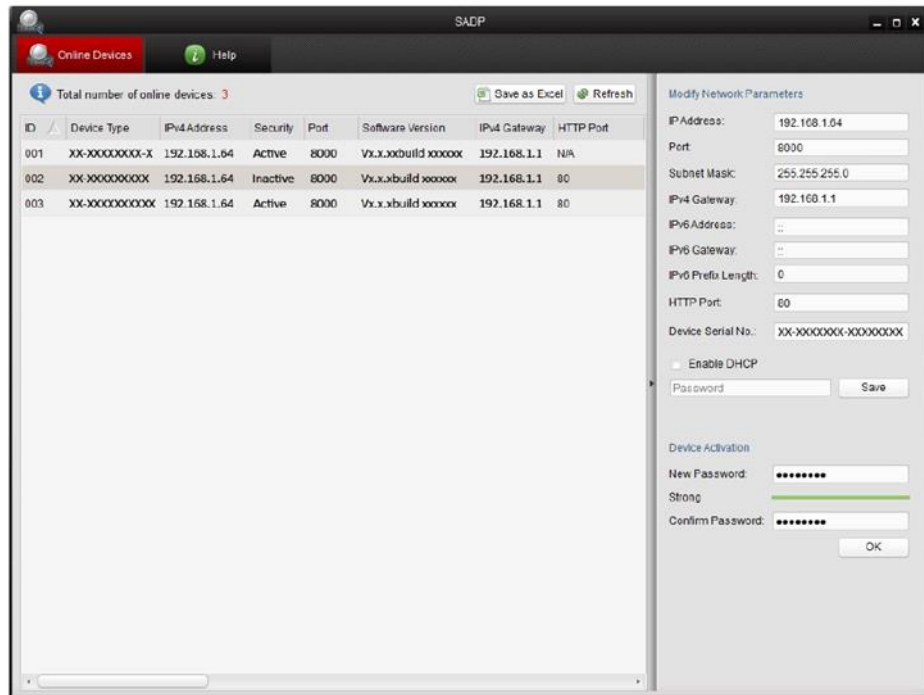 SADP
Online Devices
Help
Total number of online devices: 3
Save as Excel
Refresh
ID Device Type IPv4 Address Security Port Software Version IPv4 Gateway HTTP Port
001 XX-XXXXXXXX-X 192.168.1.64 Active 8000 Vx.x.xxbuild xxxxxx 192.168.1.1 N/A
002 XX-XXXXXXXXX 192.168.1.64 Inactive 8000 Vx.x.xbuild xxxxxx 192.168.1.1 80
003 XX-XXXXXXXXXX 192.168.1.64 Active 8000 Vx.x.xbuild xxxxxx 192.168.1.1 80
Modify Network Parameters
IP Address: 192.168.1.64
Port: 8000
Subnet Mask: 255.255.255.0
IPv4 Gateway: 192.168.1.1
IPv6 Address: ::
IPv6 Gateway: ::
IPv6 Prefix Length: 0
HTTP Port: 80
Device Serial No.: XX-XXXXXXX-XXXXXXXX
Enable DHCP
Password
Save
Device Activation
New Password: ●●●●●●●●
Strong
Confirm Password: ●●●●●●●●
OK